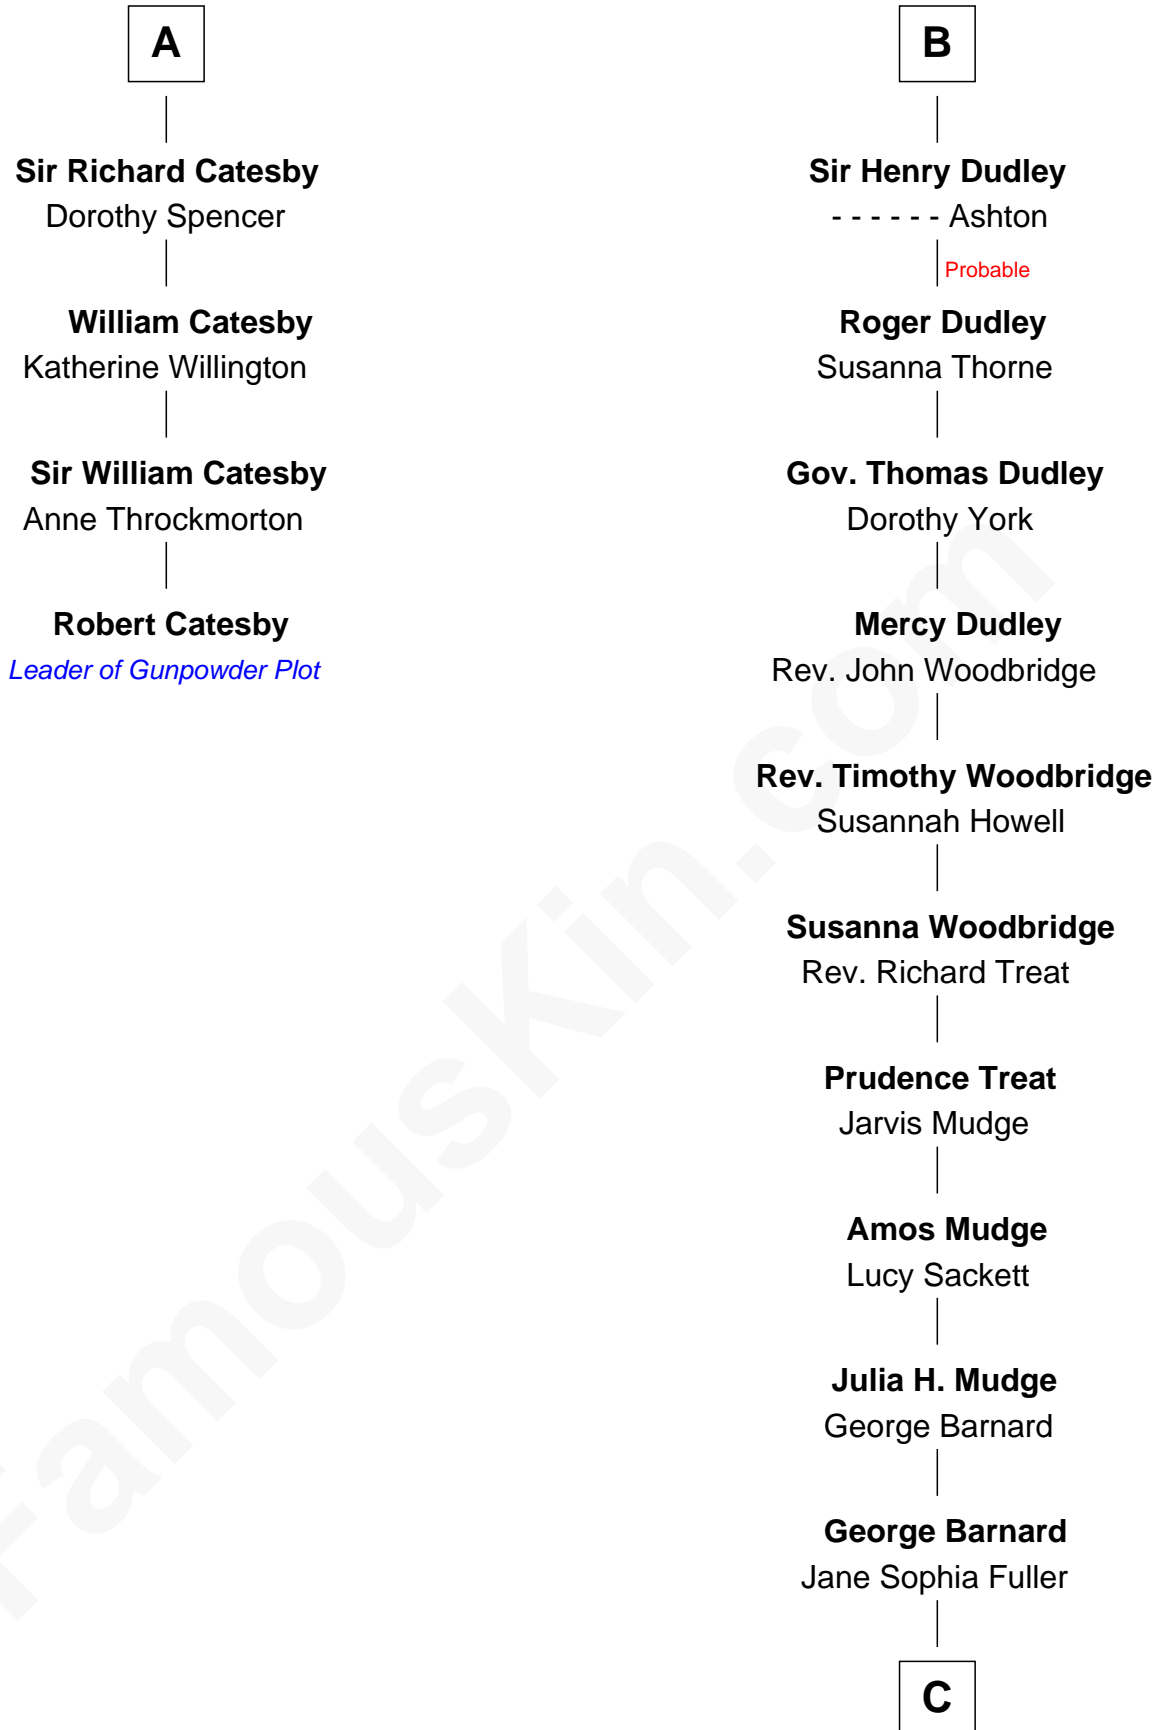 A
Sir Richard Catesby
Dorothy Spencer
William Catesby
Katherine Willington
Sir William Catesby
Anne Throckmorton
Robert Catesby
Leader of Gunpowder Plot
B
Sir Henry Dudley
- - - - - - Ashton
Probable
Roger Dudley
Susanna Thorne
Gov. Thomas Dudley
Dorothy York
Mercy Dudley
Rev. John Woodbridge
Rev. Timothy Woodbridge
Susannah Howell
Susanna Woodbridge
Rev. Richard Treat
Prudence Treat
Jarvis Mudge
Amos Mudge
Lucy Sackett
Julia H. Mudge
George Barnard
George Barnard
Jane Sophia Fuller
C
FamousKin.com